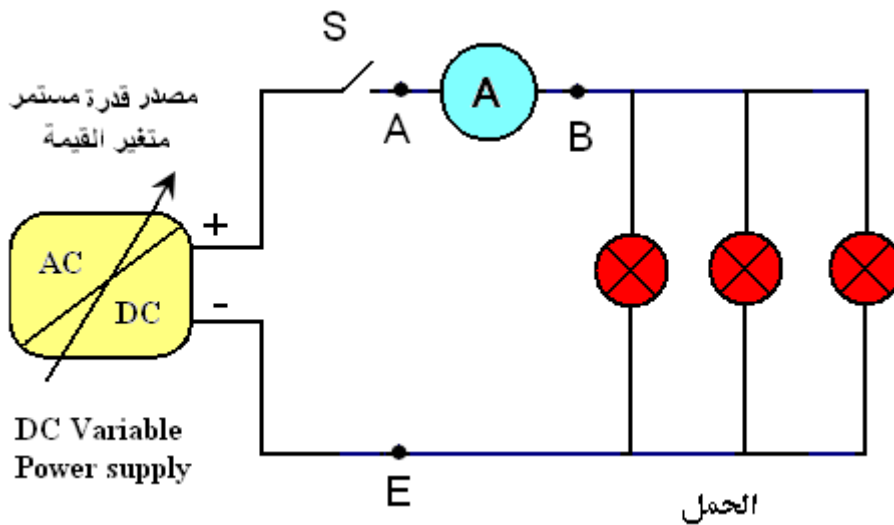 S
مصدر قدرة مستمر
متغير القيمة
A
A
B
+
AC
-
DC
DC Variable
Power supply
E
الحمل